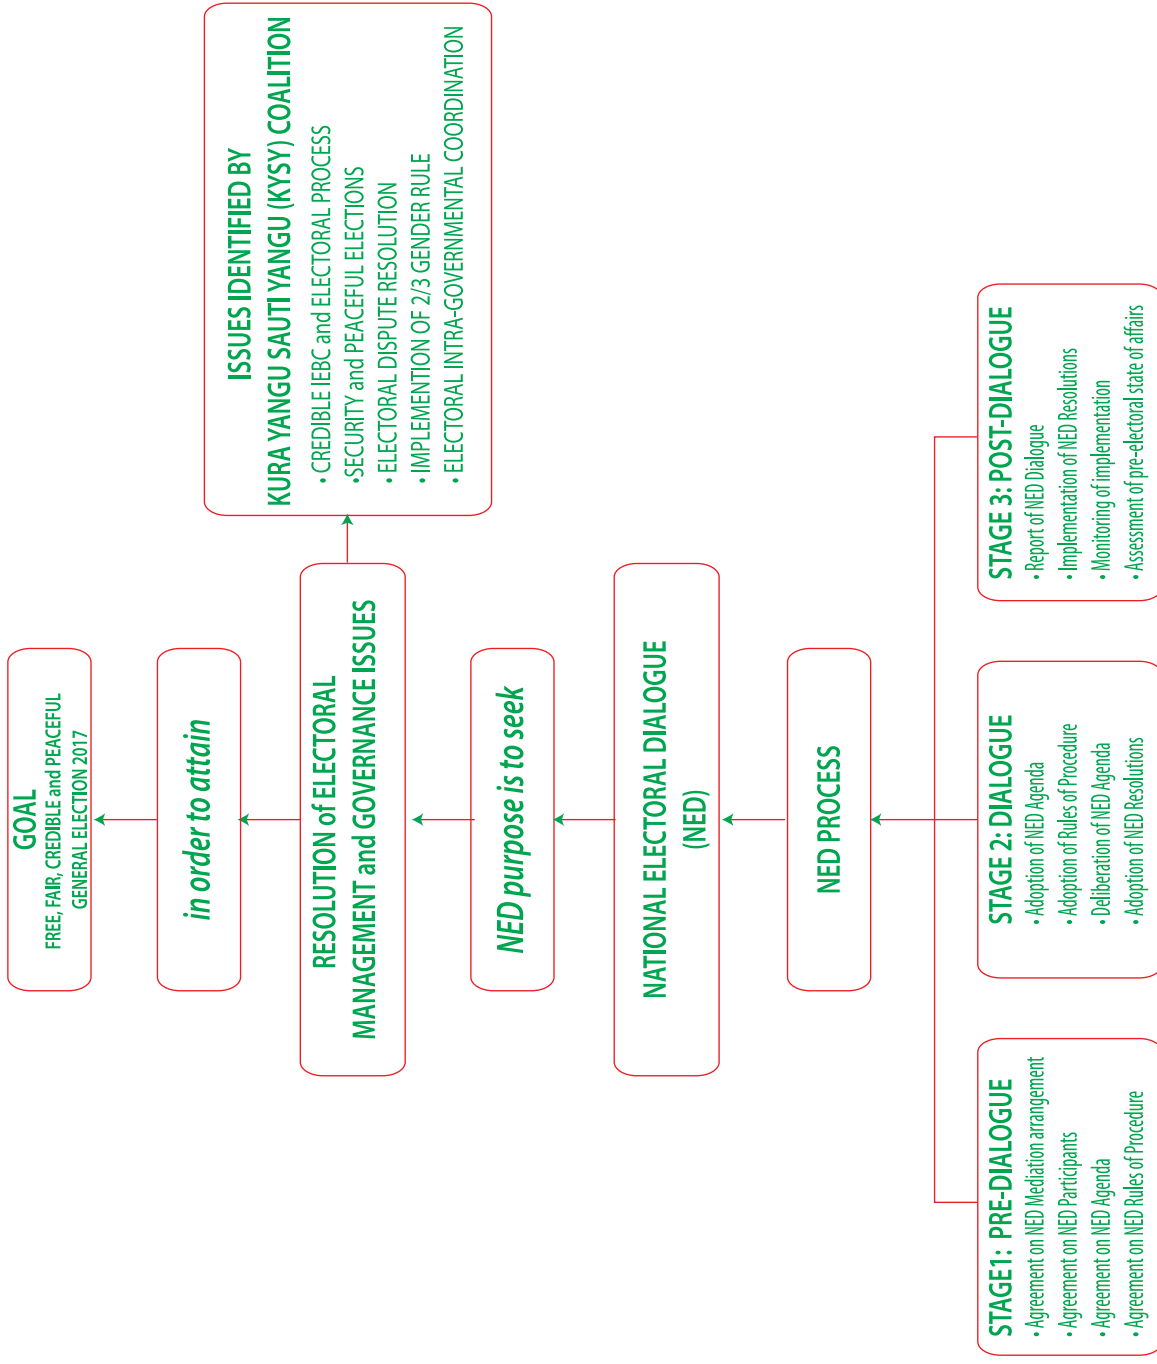 GOAL
FREE, FAIR, CREDIBLE and PEACEFUL
GENERAL ELECTION 2017
in order to attain
RESOLUTION of ELECTORAL
MANAGEMENT and GOVERNANCE ISSUES
ISSUES IDENTIFIED BY
KURA YANGU SAUTI YANGU (KYSY) COALITION
• CREDIBLE IEBC and ELECTORAL PROCESS
•SECURITY and PEACEFUL ELECTIONS
• ELECTORAL DISPUTE RESOLUTION
• IMPLEMENTION OF 2/3 GENDER RULE
• ELECTORAL INTRA-GOVERNMENTAL COORDINATION
NED purpose is to seek
NATIONAL ELECTORAL DIALOGUE
(NED)
NED PROCESS
STAGE1: PRE-DIALOGUE
• Agreement on NED Mediation arrangement
• Agreement on NED Participants
• Agreement on NED Agenda
• Agreement on NED Rules of Procedure
STAGE 2: DIALOGUE
• Adoption of NED Agenda
• Adoption of Rules of Procedure
• Deliberation of NED Agenda
• Adoption of NED Resolutions
STAGE 3: POST-DIALOGUE
• Report of NED Dialogue
• Implementation of NED Resolutions
• Monitoring of implementation
• Assessment of pre-electoral state of affairs